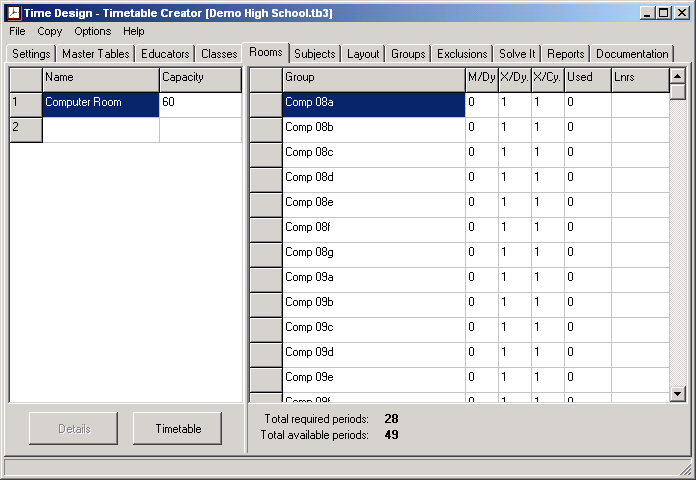 Time Design - Timetable Creator [Demo High School.tb3]
File Copy Options Help
Settings Master Tables Educators Classes Rooms Subjects Layout Groups Exclusions Solve It Reports Documentation
Name Capacity Group M/Dy X/Dy. X/Cy. Used Lnrs
1 Computer Room 60 Comp 08a 0 1 1 0
2 Comp 08b 0 1 1 0
Comp 08c 0 1 1 0
Comp 08d 0 1 1 0
Comp 08e 0 1 1 0
Comp 08f 0 1 1 0
Comp 08g 0 1 1 0
Comp 09a 0 1 1 0
Comp 09b 0 1 1 0
Comp 09c 0 1 1 0
Comp 09d 0 1 1 0
Comp 09e 0 1 1 0
Comp 09f 0 1 1 0
Details Timetable
Total required periods: 28
Total available periods: 49